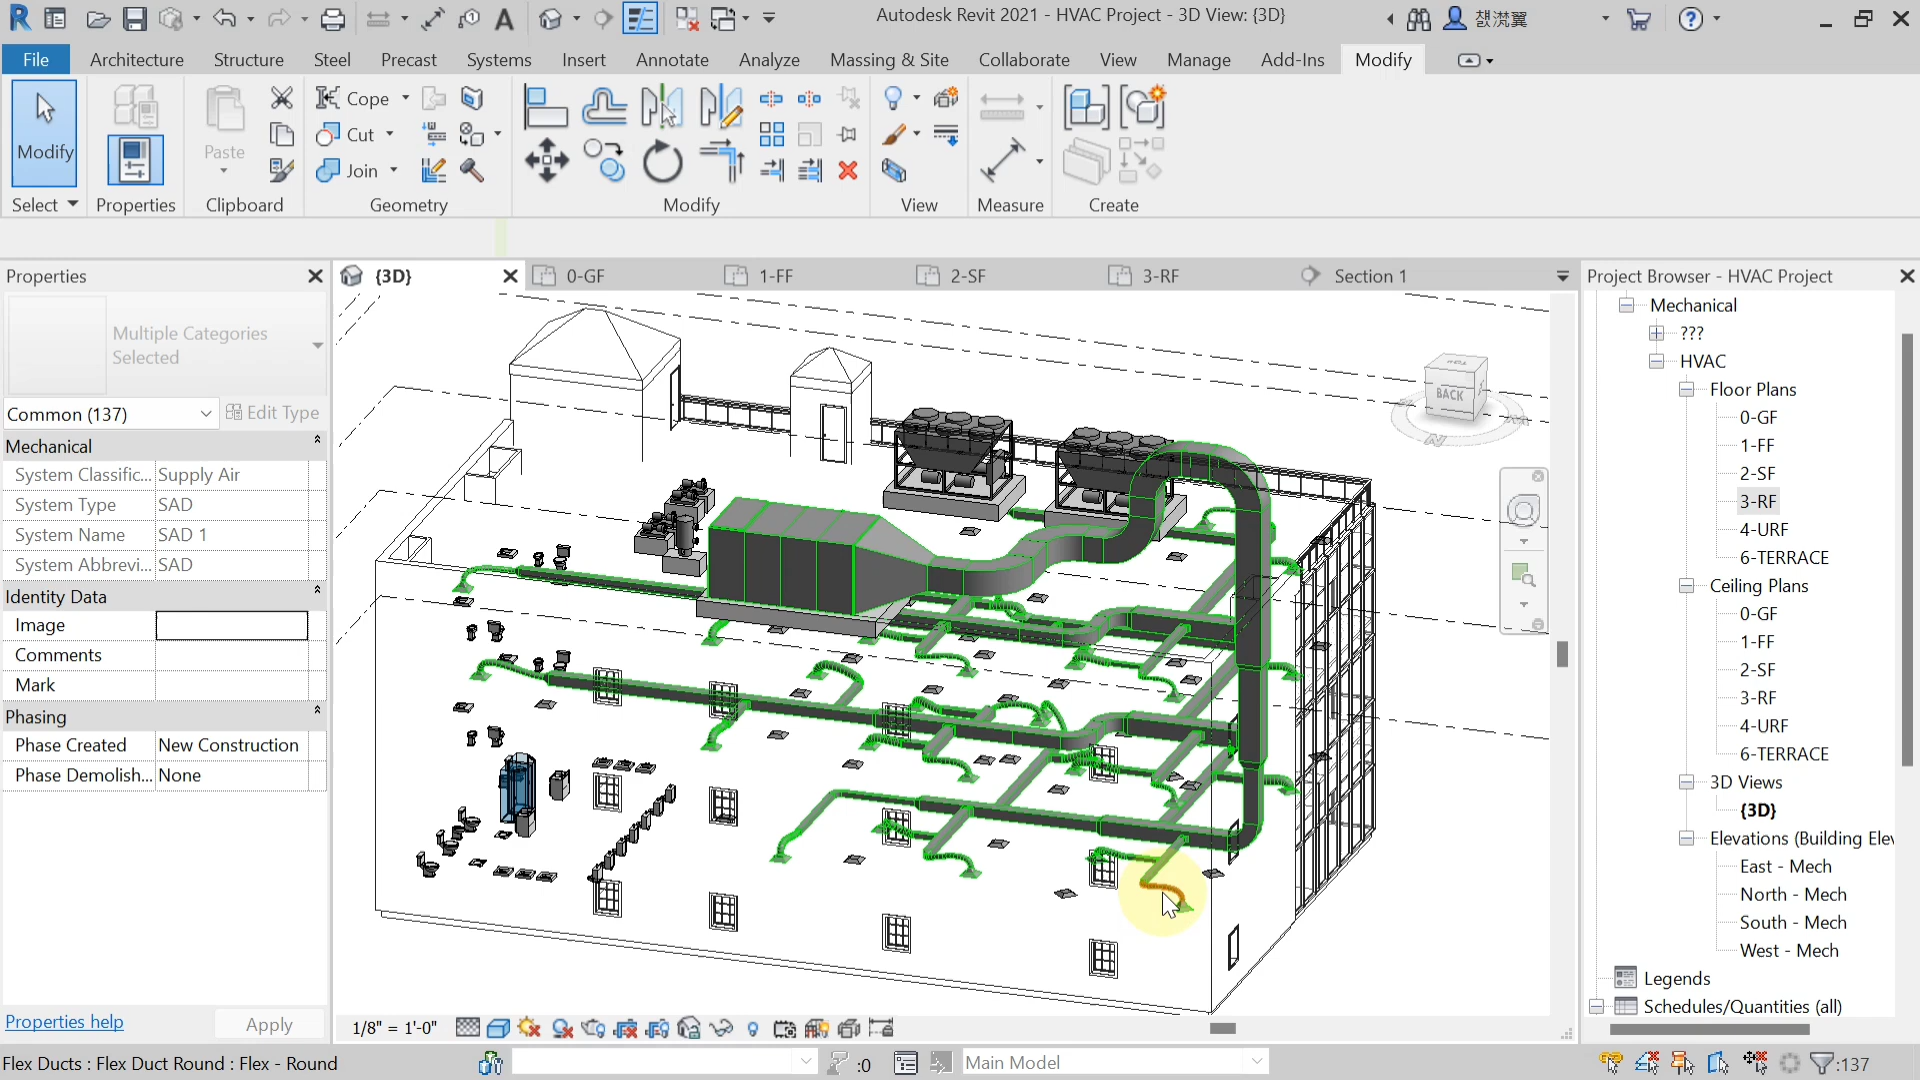 Autodesk Revit 2021 - HVAC Project - 3D View: {3D}
File Architecture Structure Steel Precast Systems Insert Annotate Analyze Massing & Site Collaborate View Manage Add-Ins Modify
Modify
Paste
Cope
Cut
Join
Select Properties Clipboard Geometry Modify View Measure Create
Properties
Multiple Categories
Selected
Common (137)
Edit Type
Mechanical
System Classific... Supply Air
System Type SAD
System Name SAD 1
System Abbrevi... SAD
Identity Data
Image
Comments
Mark
Phasing
Phase Created New Construction
Phase Demolish... None
Properties help
Apply
{3D} 0-GF 1-FF 2-SF 3-RF Section 1
BACK
1/8" = 1'-0"
Project Browser - HVAC Project
Mechanical
???
HVAC
Floor Plans
0-GF
1-FF
2-SF
3-RF
4-URF
6-TERRACE
Ceiling Plans
0-GF
1-FF
2-SF
3-RF
4-URF
6-TERRACE
3D Views
{3D}
Elevations (Building Elev
East - Mech
North - Mech
South - Mech
West - Mech
Legends
Schedules/Quantities (all)
Flex Ducts : Flex Duct Round : Flex - Round
:0
Main Model
:137